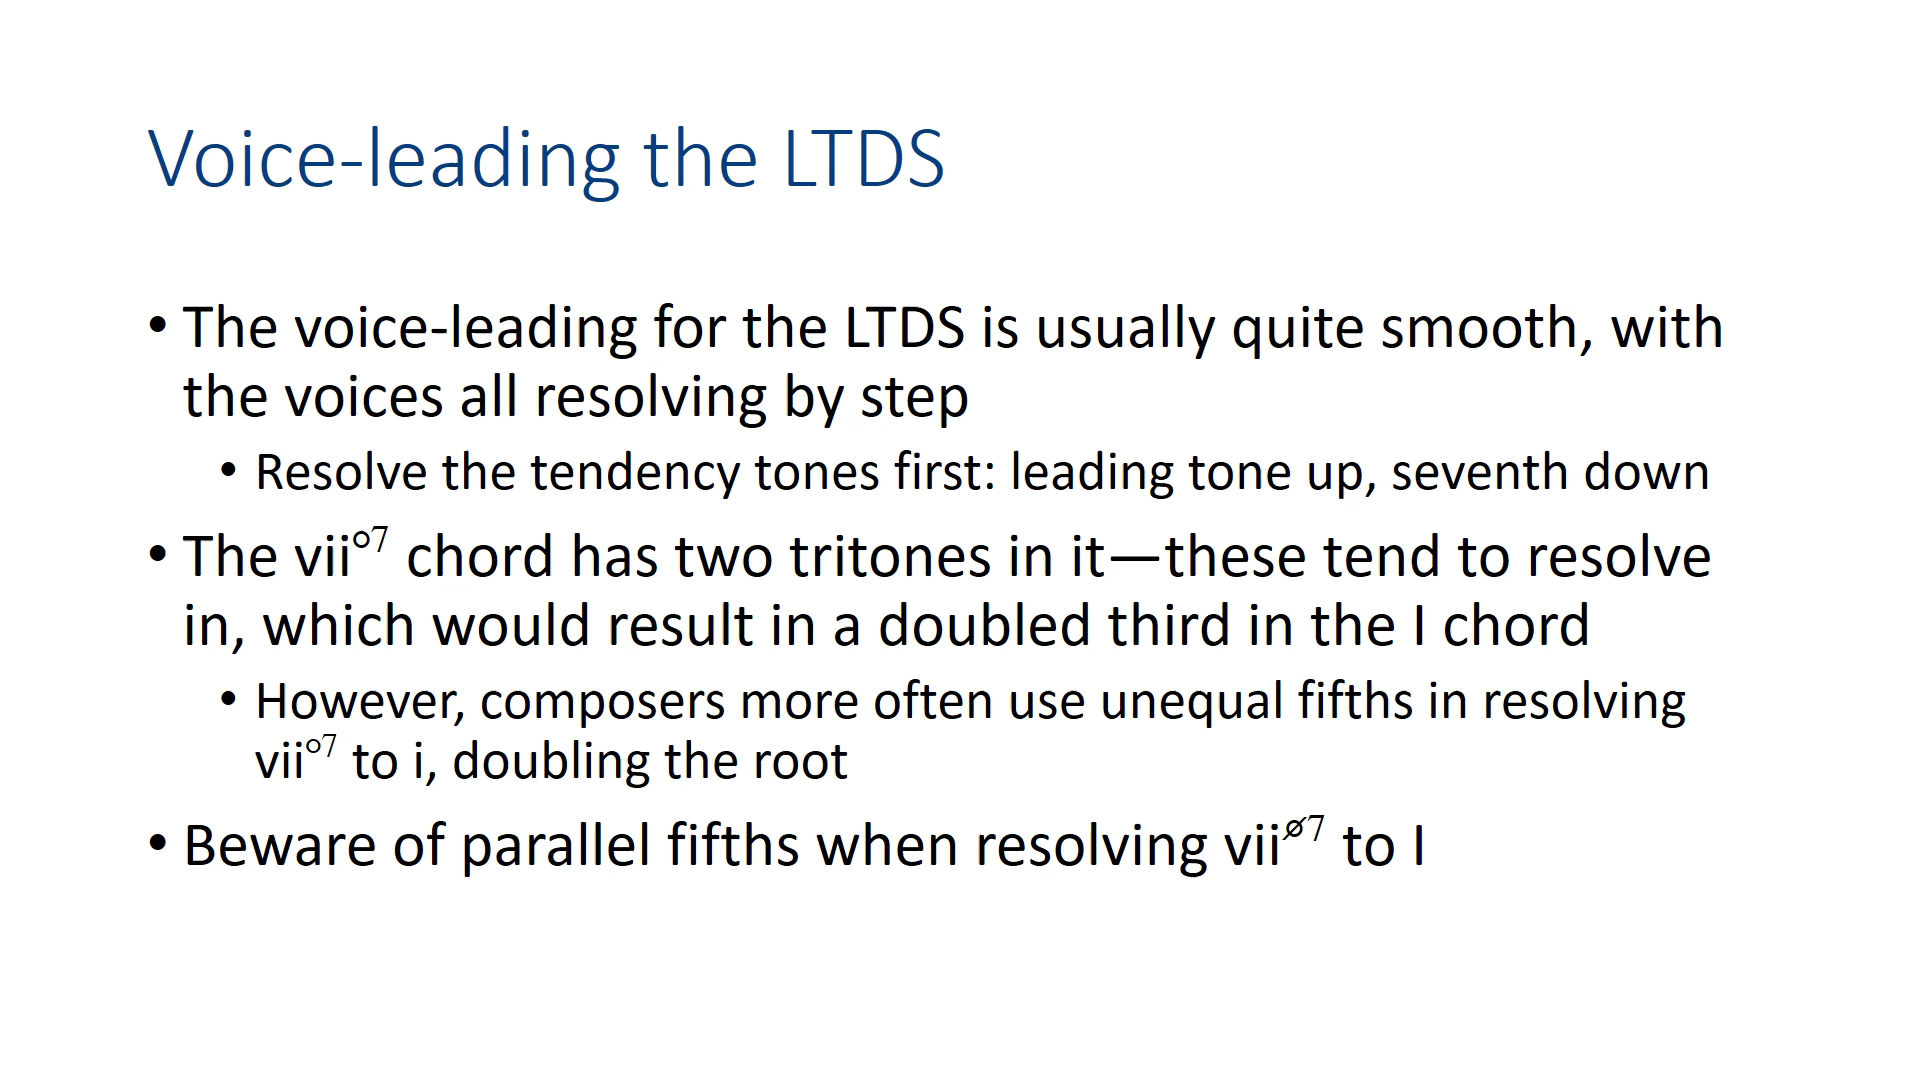 Voice-leading the LTDS
• The voice-leading for the LTDS is usually quite smooth, with
the voices all resolving by step
• Resolve the tendency tones first: leading tone up, seventh down
• The vii°⁷ chord has two tritones in it—these tend to resolve
in, which would result in a doubled third in the I chord
• However, composers more often use unequal fifths in resolving
vii°⁷ to i, doubling the root
• Beware of parallel fifths when resolving viiø⁷ to I